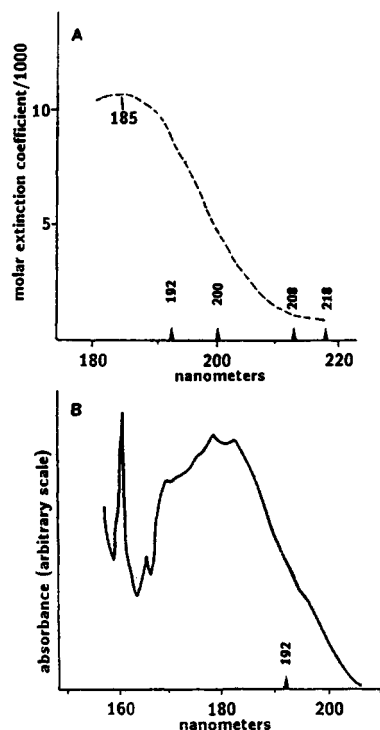 A
molar extinction coefficient/1000
10
5
185
192
200
208
218
180
200
220
nanometers
B
absorbance (arbitrary scale)
192
160
180
200
nanometers